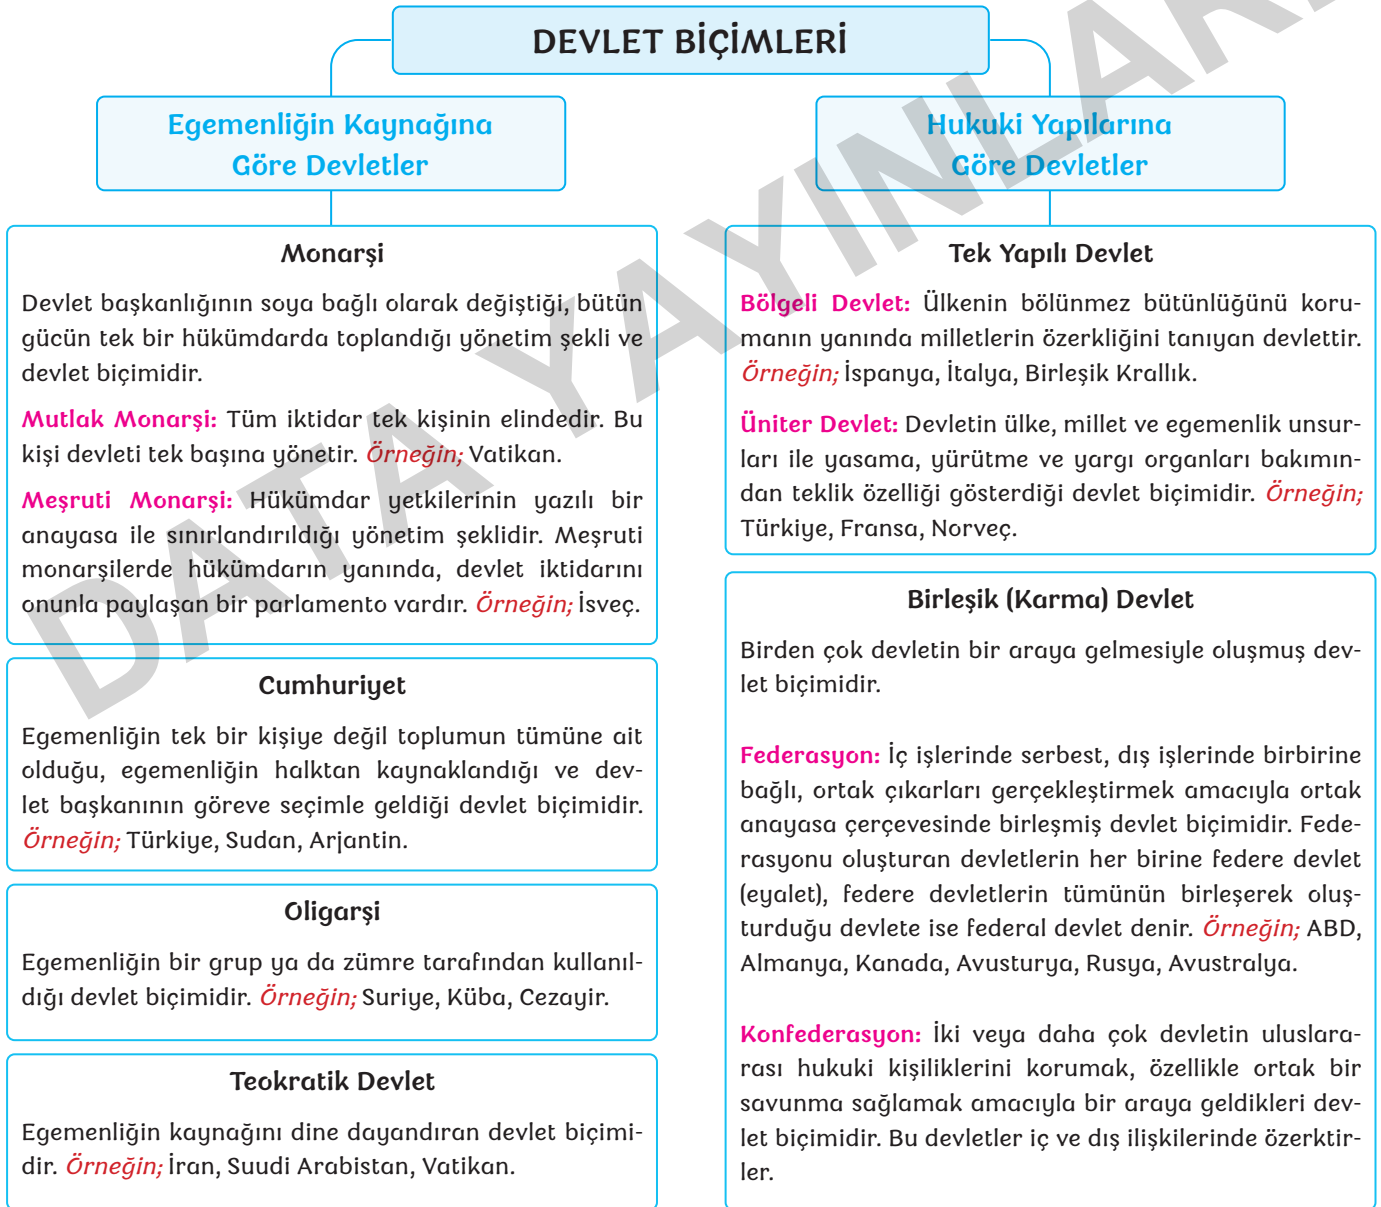 DEVLET BİÇİMLERİ
Egemenliğin Kaynağına
Göre Devletler
Monarşi
Devlet başkanlığının soya bağlı olarak değiştiği, bütün
gücün tek bir hükümdarda toplandığı yönetim şekli ve
devlet biçimidir.
Mutlak Monarşi: Tüm iktidar tek kişinin elindedir. Bu
kişi devleti tek başına yönetir. Örneğin; Vatikan.
Meşruti Monarşi: Hükümdar yetkilerinin yazılı bir
anayasa ile sınırlandırıldığı yönetim şeklidir. Meşruti
monarşilerde hükümdarın yanında, devlet iktidarını
onunla paylaşan bir parlamento vardır. Örneğin; İsveç.
Cumhuriyet
Egemenliğin tek bir kişiye değil toplumun tümüne ait
olduğu, egemenliğin halktan kaynaklandığı ve dev-
let başkanının göreve seçimle geldiği devlet biçimidir.
Örneğin; Türkiye, Sudan, Arjantin.
Oligarşi
Egemenliğin bir grup ya da zümre tarafından kullanıl-
dığı devlet biçimidir. Örneğin; Suriye, Küba, Cezayir.
Teokratik Devlet
Egemenliğin kaynağını dine dayandıran devlet biçimi-
dir. Örneğin; İran, Suudi Arabistan, Vatikan.
Hukuki Yapılarına
Göre Devletler
Tek Yapılı Devlet
Bölgeli Devlet: Ülkenin bölünmez bütünlüğünü koru-
manın yanında milletlerin özerkliğini tanıyan devlettir.
Örneğin; İspanya, İtalya, Birleşik Krallık.
Üniter Devlet: Devletin ülke, millet ve egemenlik unsur-
ları ile yasama, yürütme ve yargı organları bakımın-
dan teklik özelliği gösterdiği devlet biçimidir. Örneğin;
Türkiye, Fransa, Norveç.
Birleşik (Karma) Devlet
Birden çok devletin bir araya gelmesiyle oluşmuş dev-
let biçimidir.
Federasyon: İç işlerinde serbest, dış işlerinde birbirine
bağlı, ortak çıkarları gerçekleştirmek amacıyla ortak
anayasa çerçevesinde birleşmiş devlet biçimidir. Fede-
rasyonu oluşturan devletlerin her birine federe devlet
(eyalet), federe devletlerin tümünün birleşerek oluş-
turduğu devlete ise federal devlet denir. Örneğin; ABD,
Almanya, Kanada, Avusturya, Rusya, Avustralya.
Konfederasyon: İki veya daha çok devletin uluslara-
rası hukuki kişiliklerini korumak, özellikle ortak bir
savunma sağlamak amacıyla bir araya geldikleri dev-
let biçimidir. Bu devletler iç ve dış ilişkilerinde özerktir-
ler.
DATA YAYINLARI